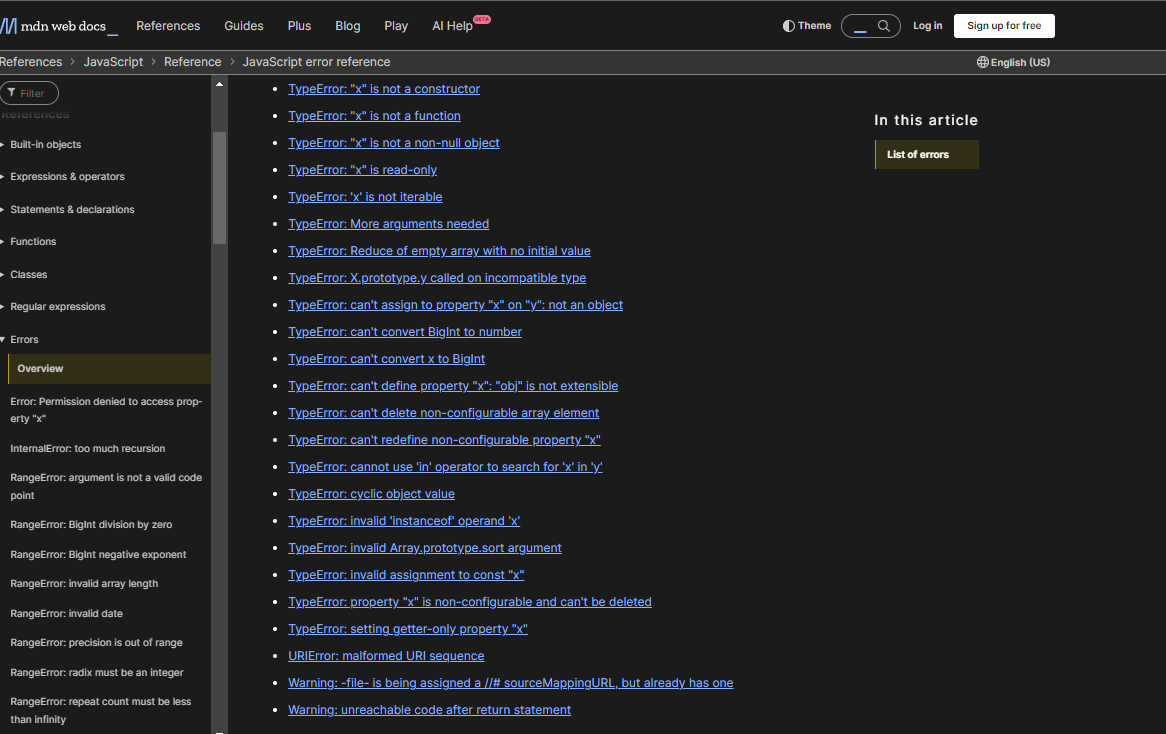 mdn web docs_
References
Guides
Plus
Blog
Play
AI Help BETA
Theme
Log in
Sign up for free
References > JavaScript > Reference > JavaScript error reference
English (US)
Filter
References
Built-in objects
Expressions & operators
Statements & declarations
Functions
Classes
Regular expressions
Errors
Overview
Error: Permission denied to access prop-
erty "x"
InternalError: too much recursion
RangeError: argument is not a valid code
point
RangeError: BigInt division by zero
RangeError: BigInt negative exponent
RangeError: invalid array length
RangeError: invalid date
RangeError: precision is out of range
RangeError: radix must be an integer
RangeError: repeat count must be less
than infinity
TypeError: "x" is not a constructor
TypeError: "x" is not a function
TypeError: "x" is not a non-null object
TypeError: "x" is read-only
TypeError: 'x' is not iterable
TypeError: More arguments needed
TypeError: Reduce of empty array with no initial value
TypeError: X.prototype.y called on incompatible type
TypeError: can't assign to property "x" on "y": not an object
TypeError: can't convert BigInt to number
TypeError: can't convert x to BigInt
TypeError: can't define property "x": "obj" is not extensible
TypeError: can't delete non-configurable array element
TypeError: can't redefine non-configurable property "x"
TypeError: cannot use 'in' operator to search for 'x' in 'y'
TypeError: cyclic object value
TypeError: invalid 'instanceof' operand 'x'
TypeError: invalid Array.prototype.sort argument
TypeError: invalid assignment to const "x"
TypeError: property "x" is non-configurable and can't be deleted
TypeError: setting getter-only property "x"
URIError: malformed URI sequence
Warning: -file- is being assigned a //# sourceMappingURL, but already has one
Warning: unreachable code after return statement
In this article
List of errors